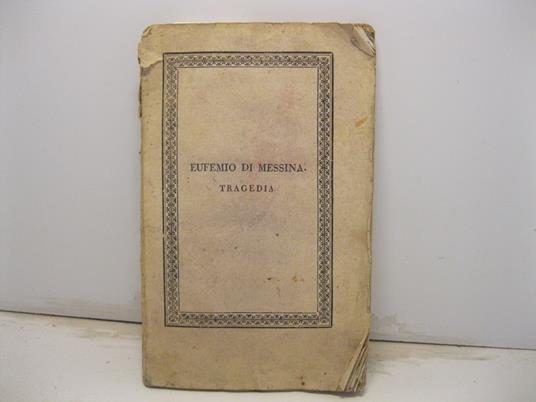 EUFEMIO DI MESSINA.
TRAGEDIA